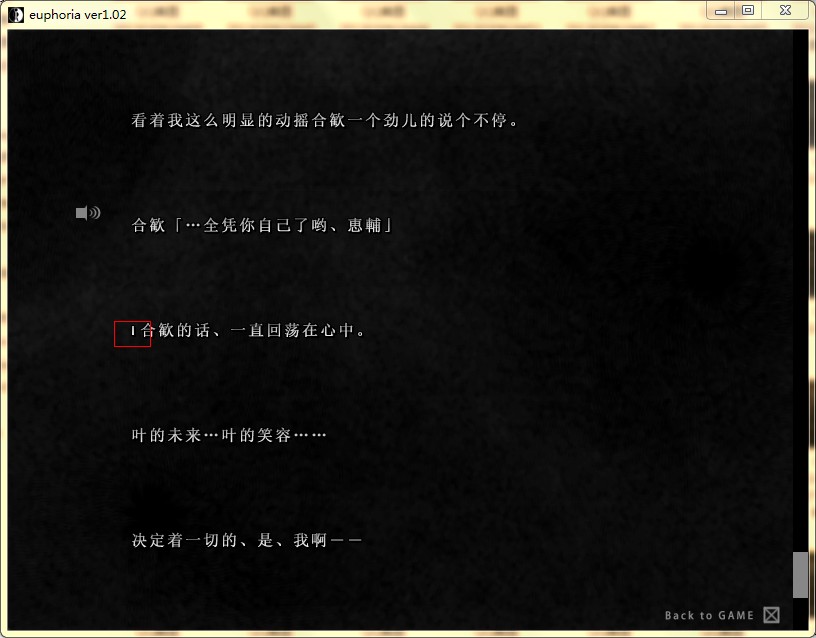 euphoria ver1.02
看着我这么明显的动摇合歓一个劲儿的说个不停。
合歓「…全凭你自己了哟、恵輔」
I合歓的话、一直回荡在心中。
叶的未来…叶的笑容……
决定着一切的、是、我啊——
Back to GAME